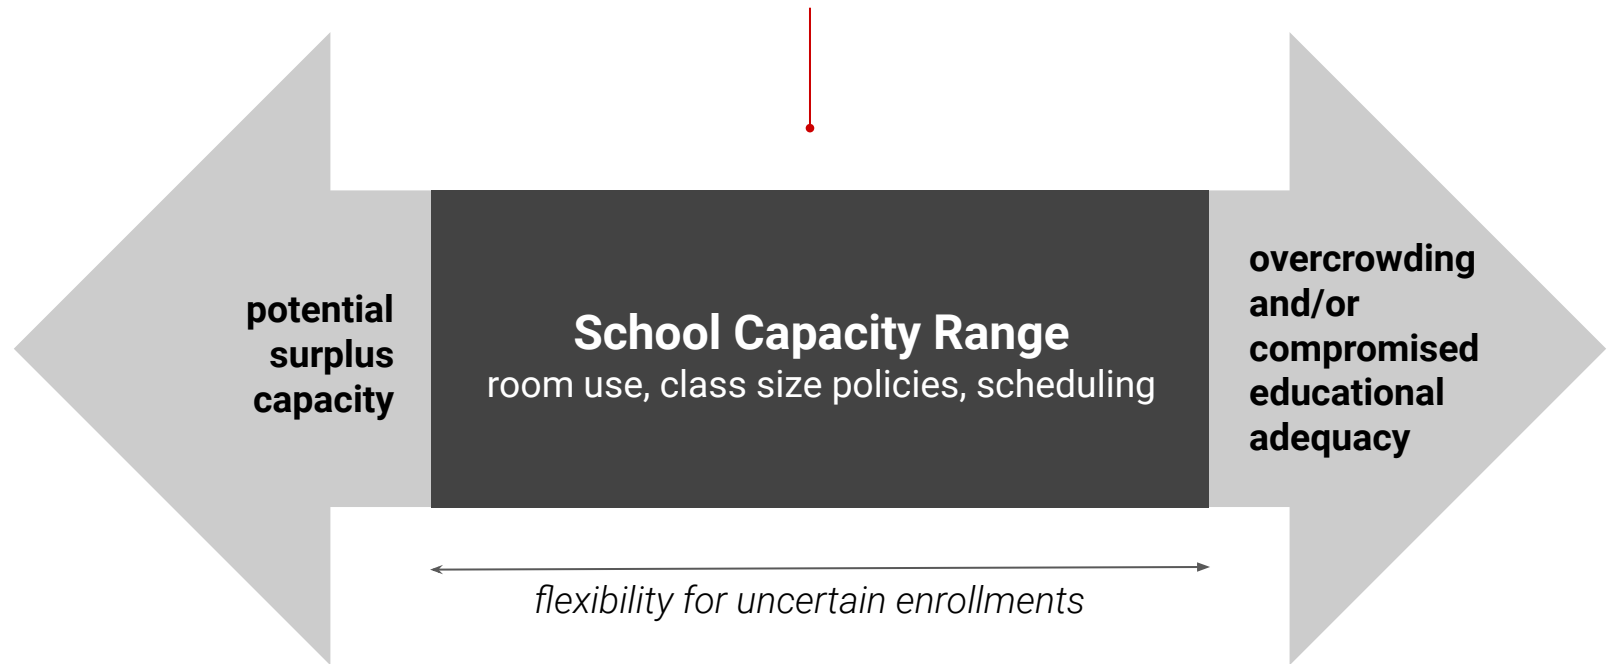 potential
surplus
capacity
School Capacity Range
room use, class size policies, scheduling
overcrowding
and/or
compromised
educational
adequacy
flexibility for uncertain enrollments